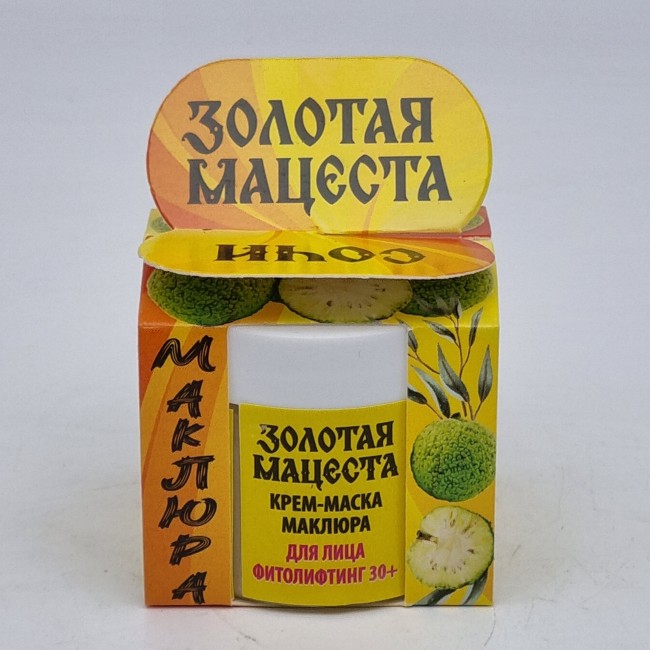 ЗОЛОТАЯ
МАЦЕСТА
СОЧИ
МАКЛЮРА
ЗОЛОТАЯ
МАЦЕСТА
КРЕМ-МАСКА
МАКЛЮРА
ДЛЯ ЛИЦА
ФИТОЛИФТИНГ 30+